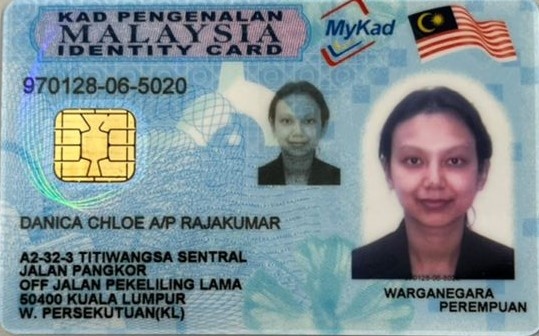 KAD PENGENALAN
MALAYSIA
IDENTITY CARD
MyKad
970128-06-5020
DANICA CHLOE A/P RAJAKUMAR
A2-32-3 TITIWANGSA SENTRAL
JALAN PANGKOR
OFF JALAN PEKELILING LAMA
50400 KUALA LUMPUR
W. PERSEKUTUAN(KL)
WARGANEGARA
PEREMPUAN